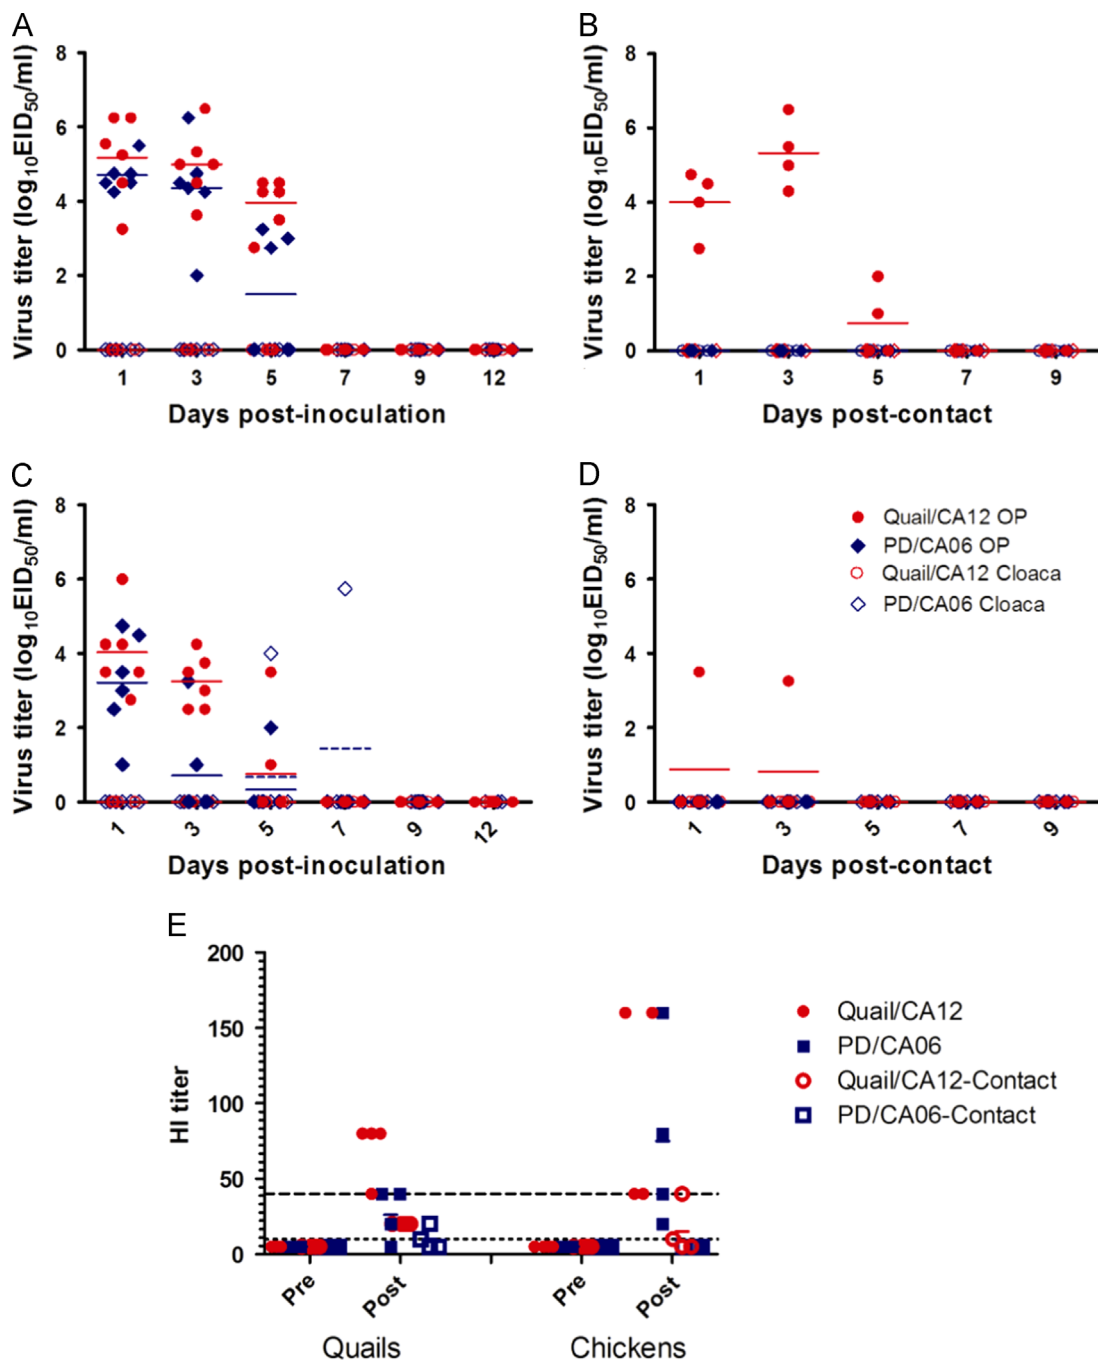 A
Virus titer (log10EID50/ml)
8
6
4
2
0
1 3 5 7 9 12
Days post-inoculation
B
Virus titer (log10EID50/ml)
8
6
4
2
0
1 3 5 7 9
Days post-contact
C
Virus titer (log10EID50/ml)
8
6
4
2
0
1 3 5 7 9 12
Days post-inoculation
D
Virus titer (log10EID50/ml)
8
6
4
2
0
1 3 5 7 9
Days post-contact
Quail/CA12 OP
PD/CA06 OP
Quail/CA12 Cloaca
PD/CA06 Cloaca
E
HI titer
200
150
100
50
0
Pre Post Pre Post
Quails Chickens
Quail/CA12
PD/CA06
Quail/CA12-Contact
PD/CA06-Contact